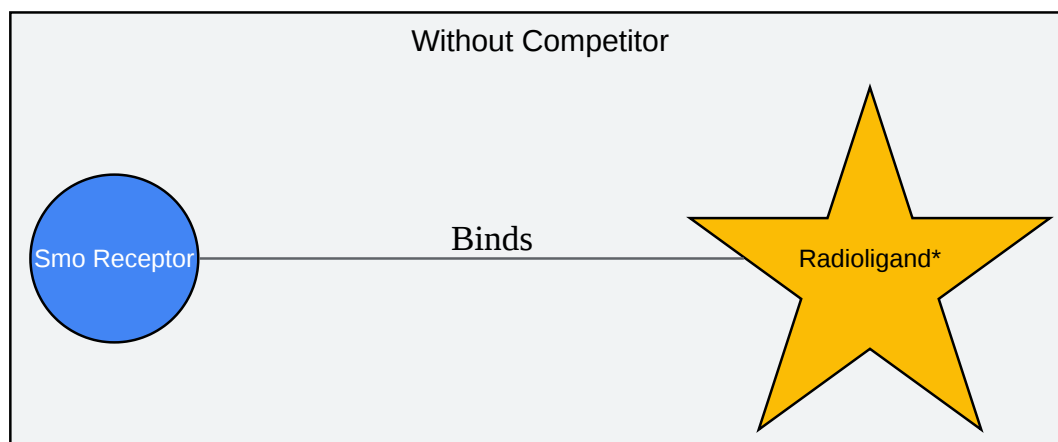 Without Competitor
Binds
Smo Receptor
Radioligand*